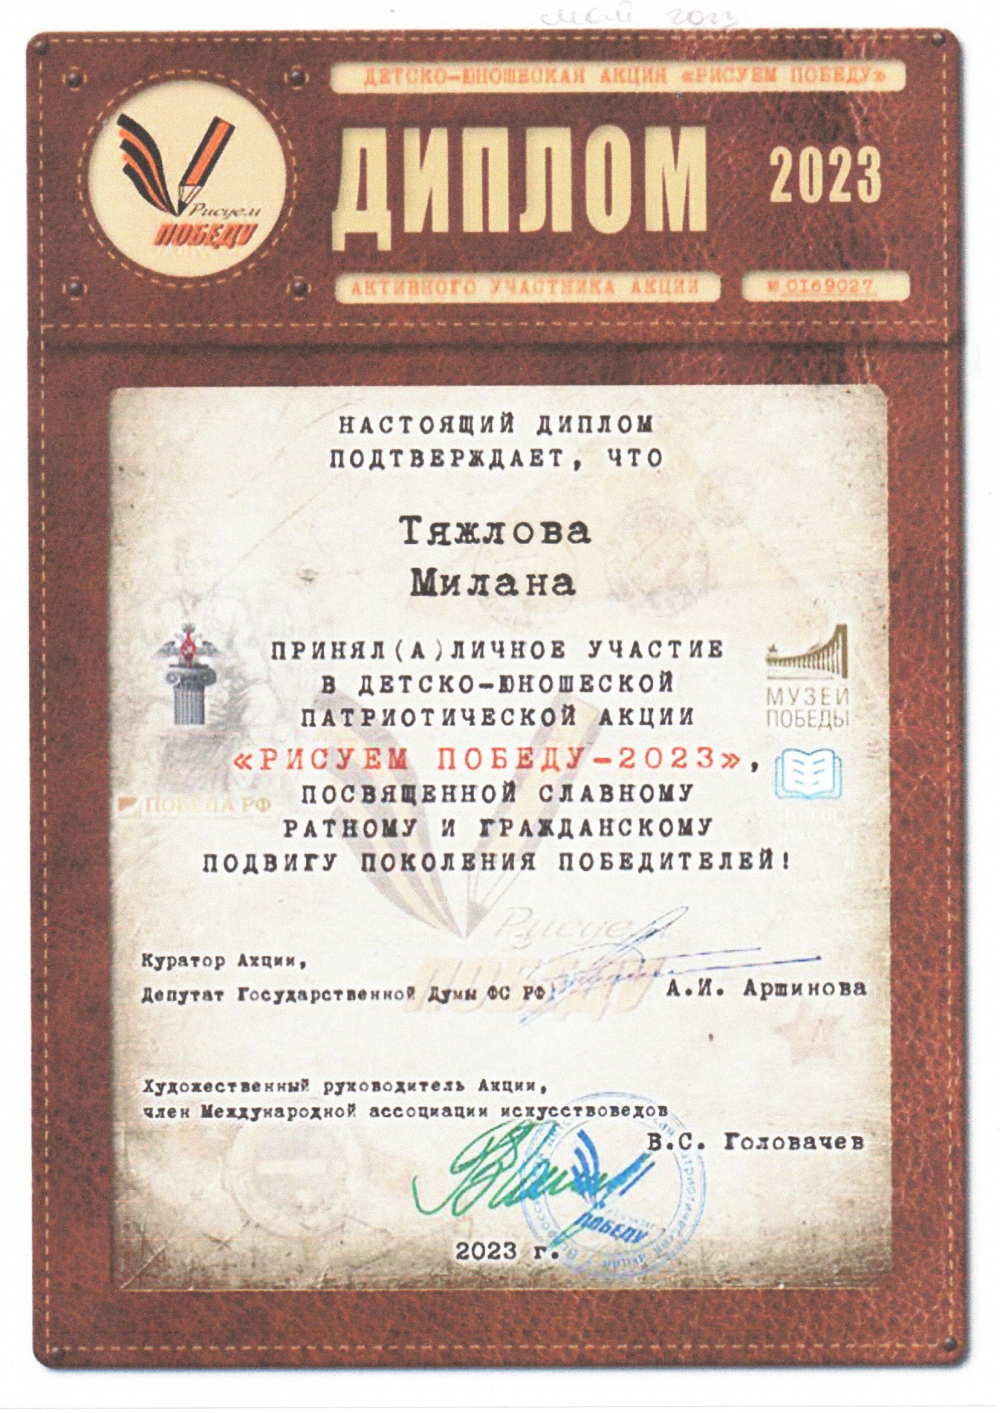 май 2023
ДЕТСКО-ЮНОШЕСКАЯ АКЦИЯ «РИСУЕМ ПОБЕДУ»
ДИПЛОМ 2023
Рисуем
ПОБЕДУ
АКТИВНОГО УЧАСТНИКА АКЦИИ
№ 0169027
НАСТОЯЩИЙ ДИПЛОМ
ПОДТВЕРЖДАЕТ, ЧТО
Тяжлова
Милана
ПРИНЯЛ(А)ЛИЧНОЕ УЧАСТИЕ
В ДЕТСКО-ЮНОШЕСКОЙ
ПАТРИОТИЧЕСКОЙ АКЦИИ
«РИСУЕМ ПОБЕДУ-2023»,
ПОСВЯЩЕННОЙ СЛАВНОМУ
РАТНОМУ И ГРАЖДАНСКОМУ
ПОДВИГУ ПОКОЛЕНИЯ ПОБЕДИТЕЛЕЙ!
МУЗЕЙ
ПОБЕДЫ
ПОБЕДА РФ
Рисуем
ПОБЕДУ
Куратор Акции,
Депутат Государственной Думы ФС РФ
А.И. Аршинова
Художественный руководитель Акции,
член Международной ассоциации искусствоведов
В.С. Головачев
ПОБЕДУ
2023 г.